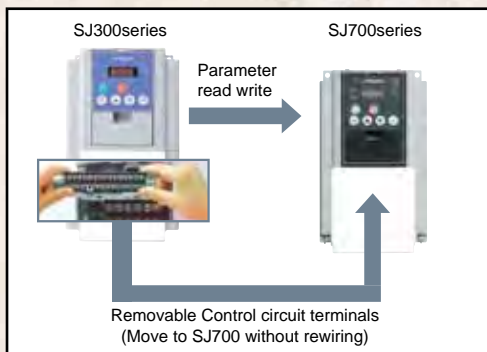 SJ300series
SJ700series
Parameter
read write
Removable Control circuit terminals
(Move to SJ700 without rewiring)